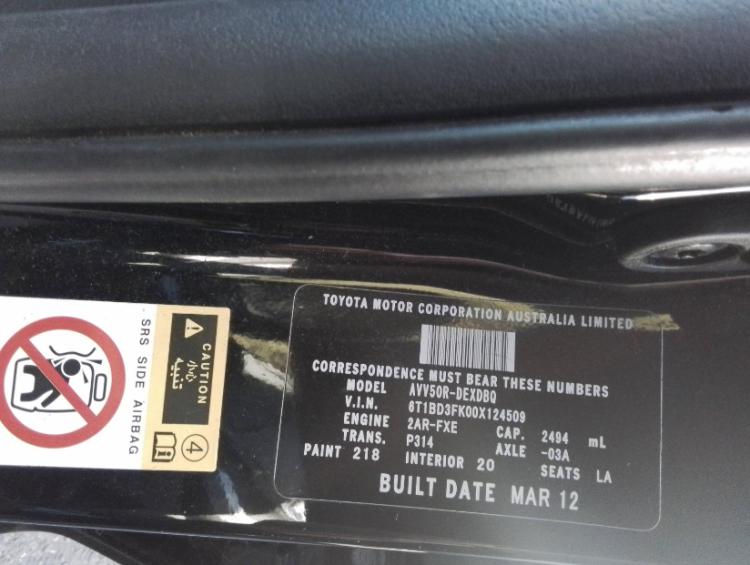 TOYOTA MOTOR CORPORATION AUSTRALIA LIMITED
CORRESPONDENCE MUST BEAR THESE NUMBERS
MODEL AVV50R-DEXDBQ
V.I.N. 6T1BD3FK00X124509
ENGINE 2AR-FXE CAP. 2494 mL
TRANS. P314 AXLE -03A
PAINT 218 INTERIOR 20 SEATS LA
BUILT DATE MAR 12
CAUTION
تنبيه
4
SRS SIDE AIRBAG